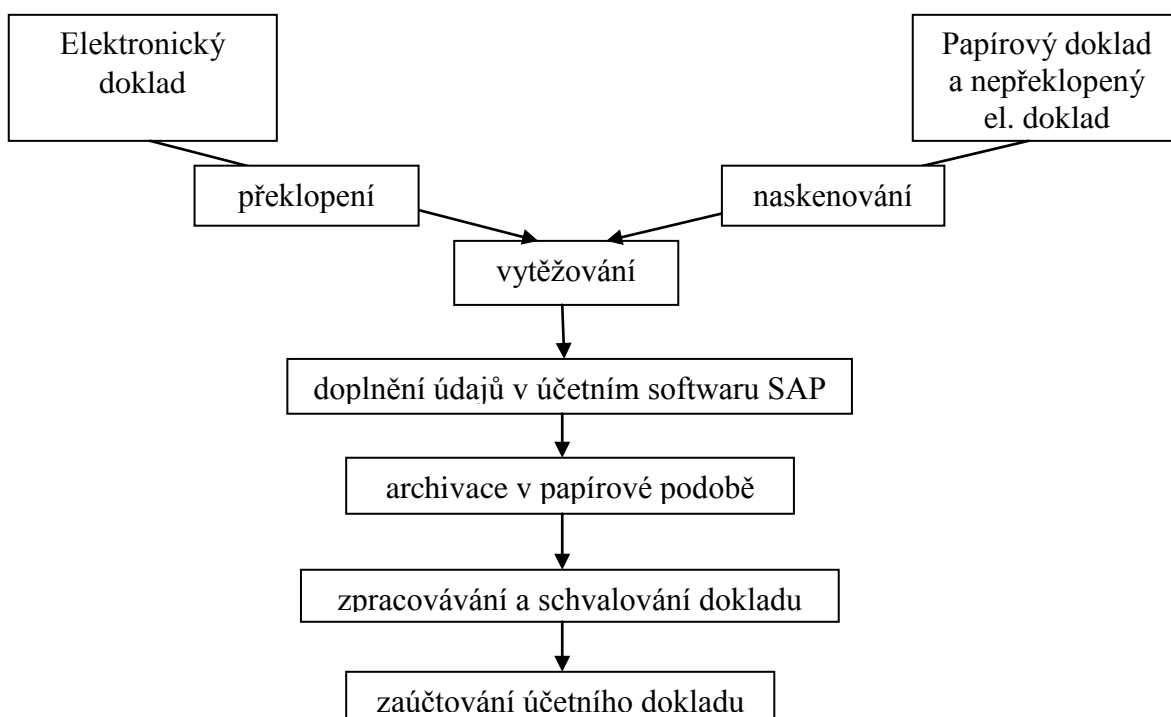 Elektronický
doklad
Papírový doklad
a nepřeklopený
el. doklad
překlopení
naskenování
vytěžování
doplnění údajů v účetním softwaru SAP
archivace v papírové podobě
zpracovávání a schvalování dokladu
zaúčtování účetního dokladu